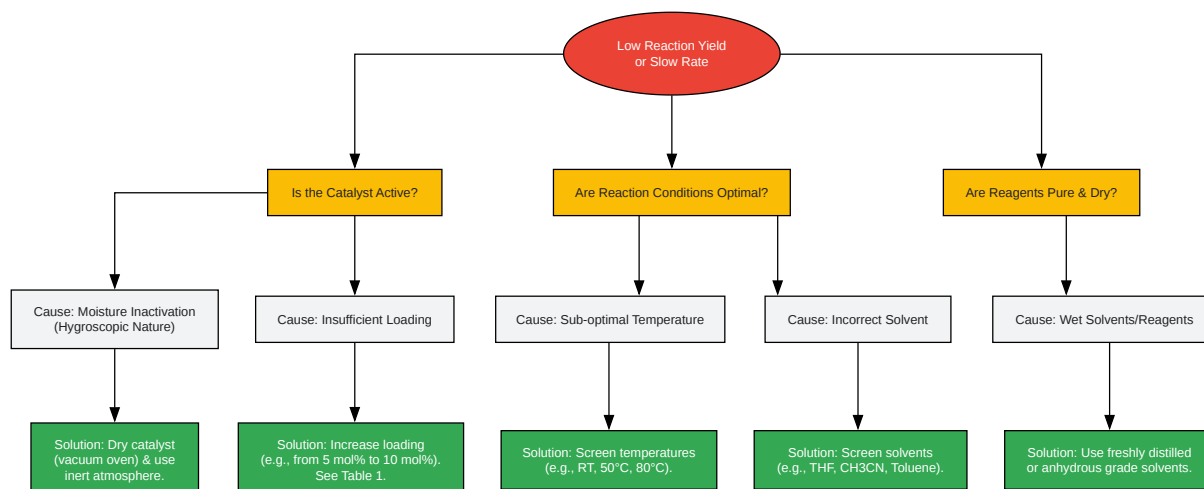 Low Reaction Yield
or Slow Rate
Is the Catalyst Active?
Are Reaction Conditions Optimal?
Are Reagents Pure & Dry?
Cause: Moisture Inactivation
(Hygroscopic Nature)
Cause: Insufficient Loading
Cause: Sub-optimal Temperature
Cause: Incorrect Solvent
Cause: Wet Solvents/Reagents
Solution: Dry catalyst
(vacuum oven) & use
inert atmosphere.
Solution: Increase loading
(e.g., from 5 mol% to 10 mol%).
See Table 1.
Solution: Screen temperatures
(e.g., RT, 50°C, 80°C).
Solution: Screen solvents
(e.g., THF, CH3CN, Toluene).
Solution: Use freshly distilled
or anhydrous grade solvents.